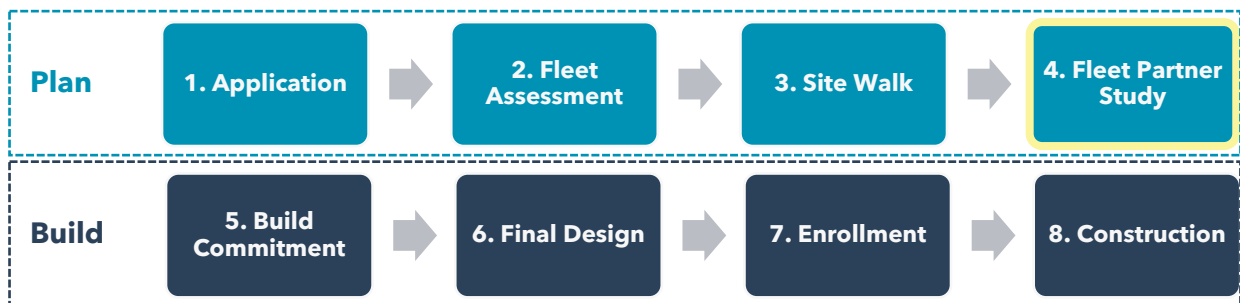 Plan
1. Application
2. Fleet
Assessment
3. Site Walk
4. Fleet Partner
Study
Build
5. Build
Commitment
6. Final Design
7. Enrollment
8. Construction